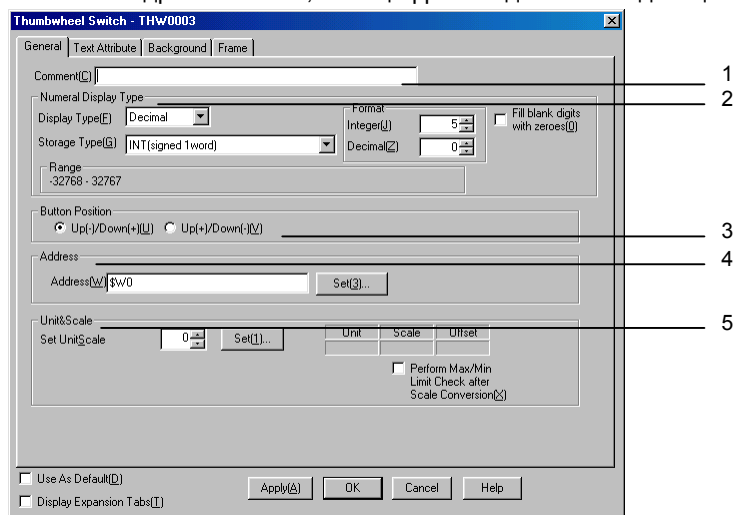 Thumbwheel Switch - THW0003
General Text Attribute Background Frame
Comment(C) 1
Numeral Display Type 2
Display Type(F) Decimal
Format
Integer(J) 5
Fill blank digits with zeroes(0)
Storage Type(G) INT(signed 1word)
Decimal(Z) 0
Range
-32768 - 32767
Button Position
Up(-)/Down(+)(U) Up(+)/Down(-)(V) 3
Address 4
Address(W) $W0 Set(3)...
Unit&Scale 5
Set UnitScale 0 Set(1)...
Unit Scale Offset
Perform Max/Min
Limit Check after
Scale Conversion(X)
Use As Default(D)
Display Expansion Tabs(T)
Apply(A) OK Cancel Help